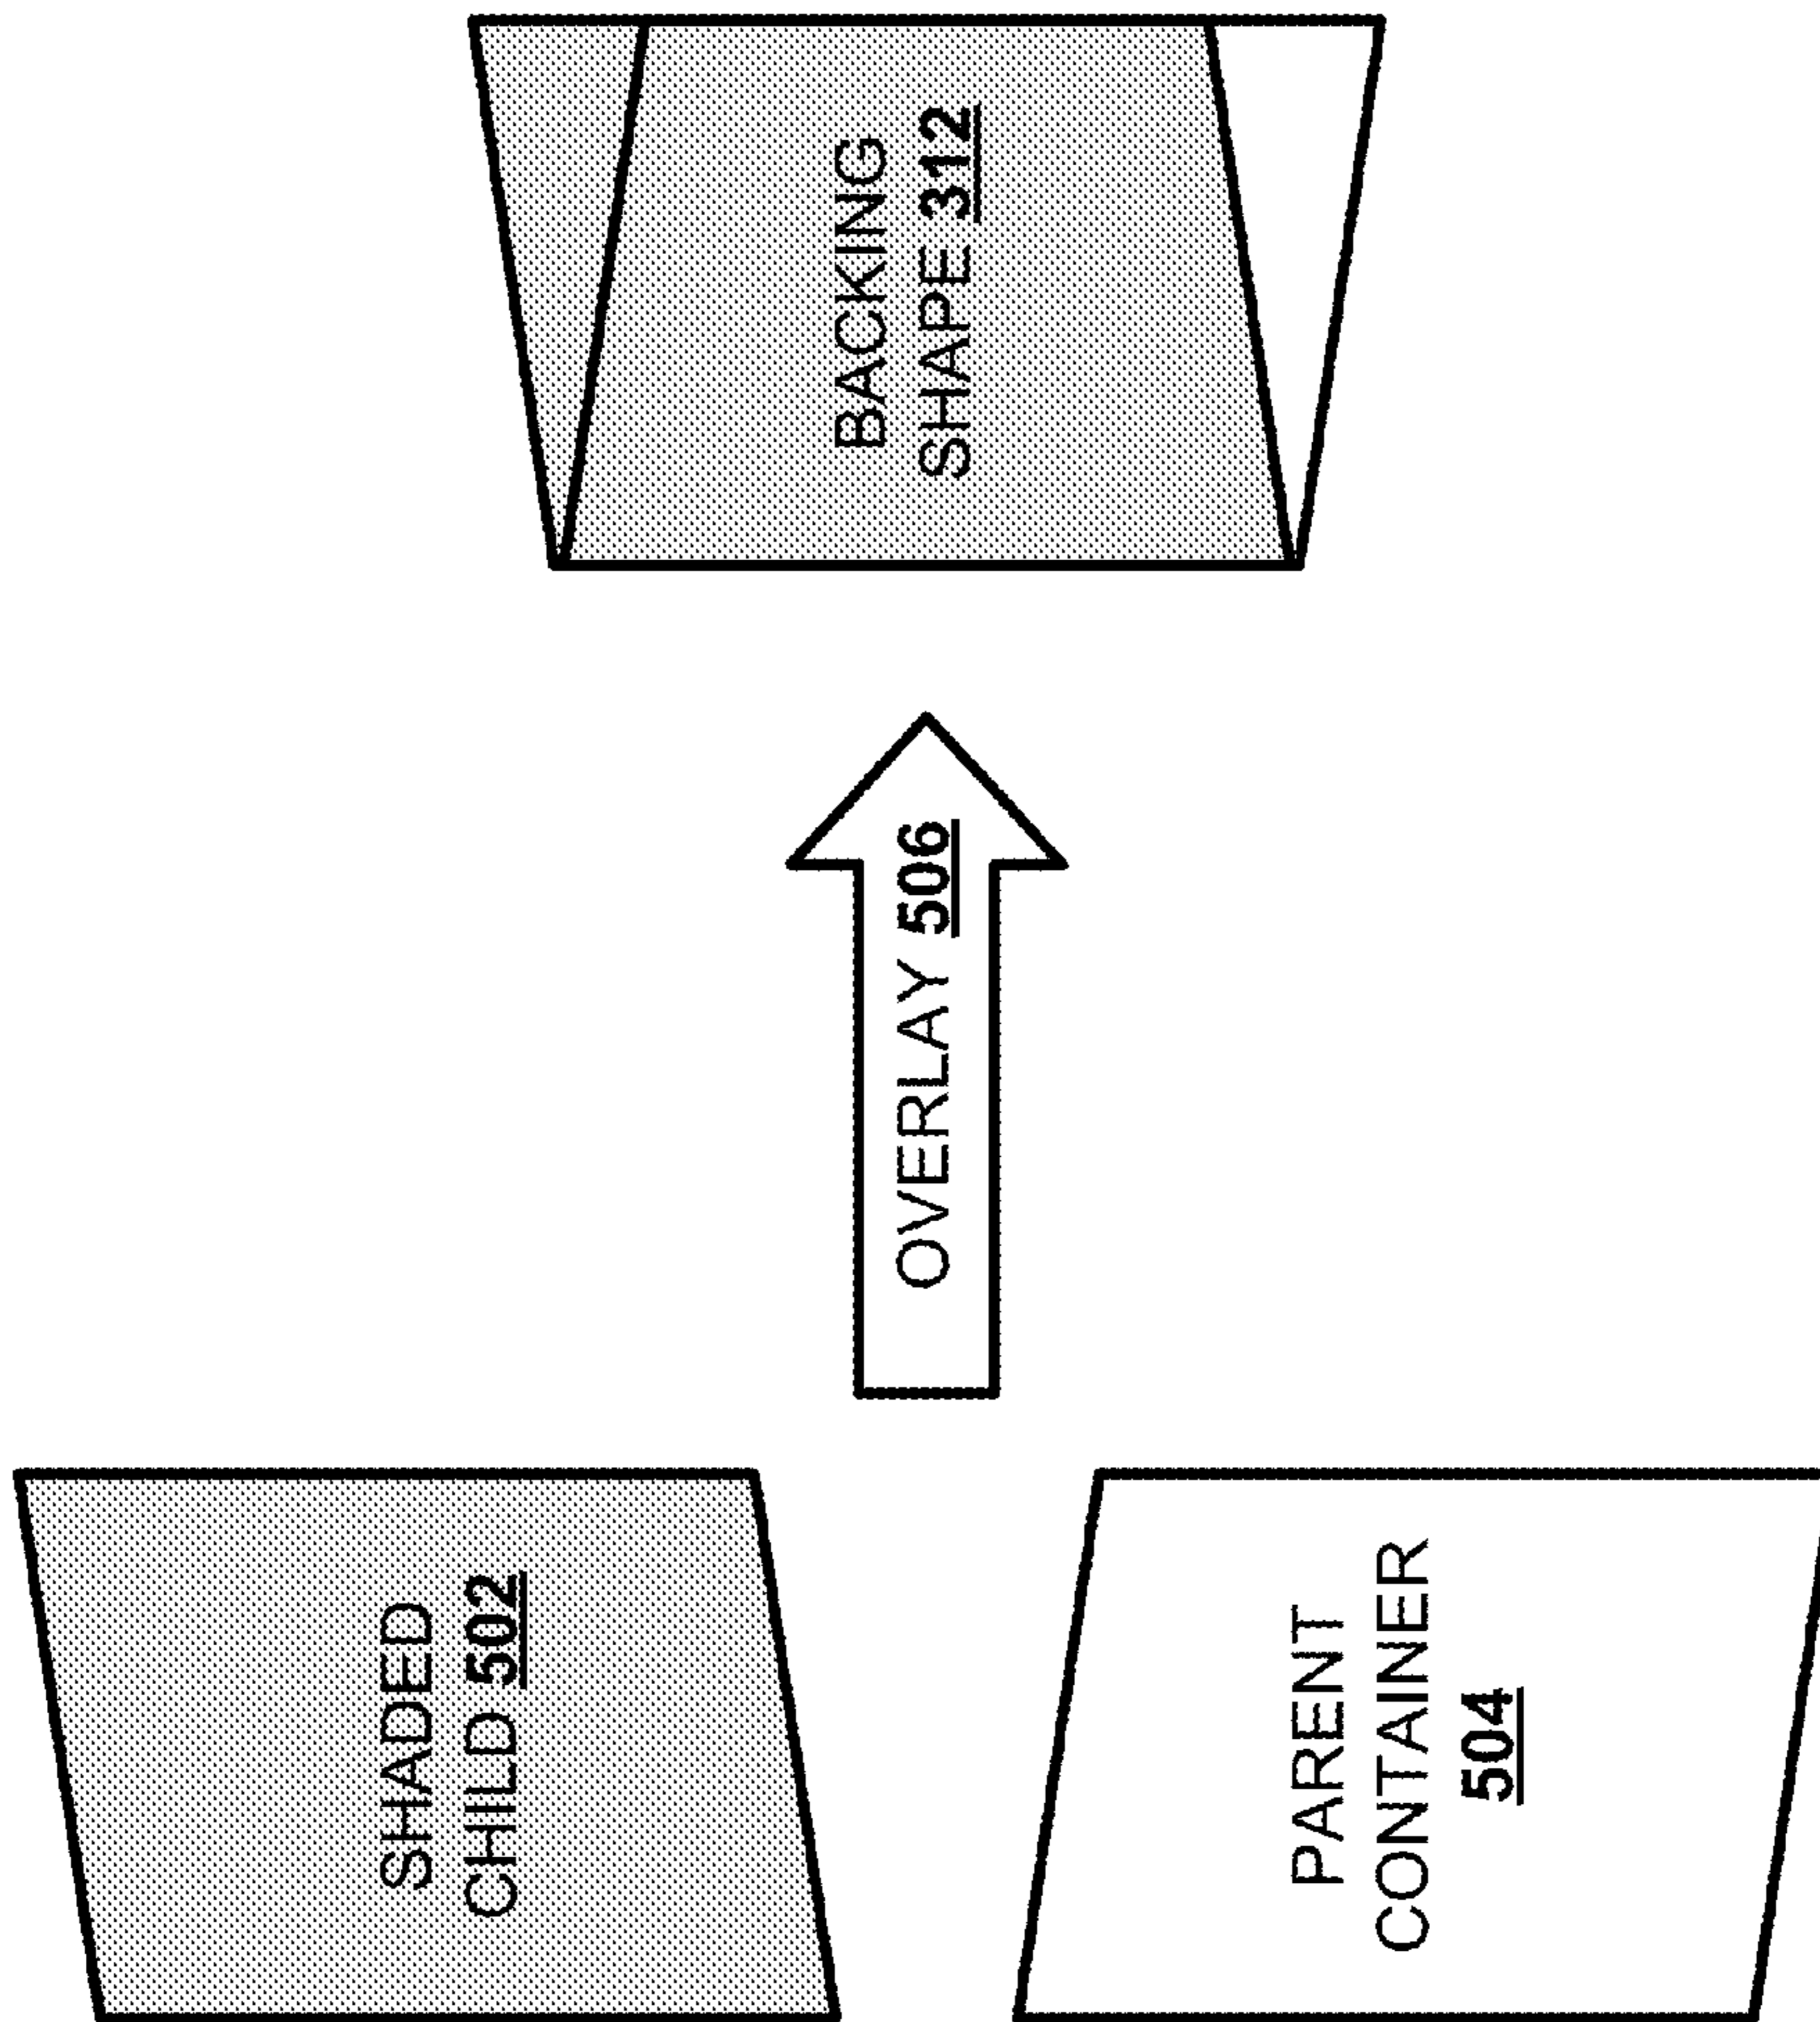 SHADED
CHILD 502
PARENT
CONTAINER
504
OVERLAY 506
BACKING
SHAPE 312